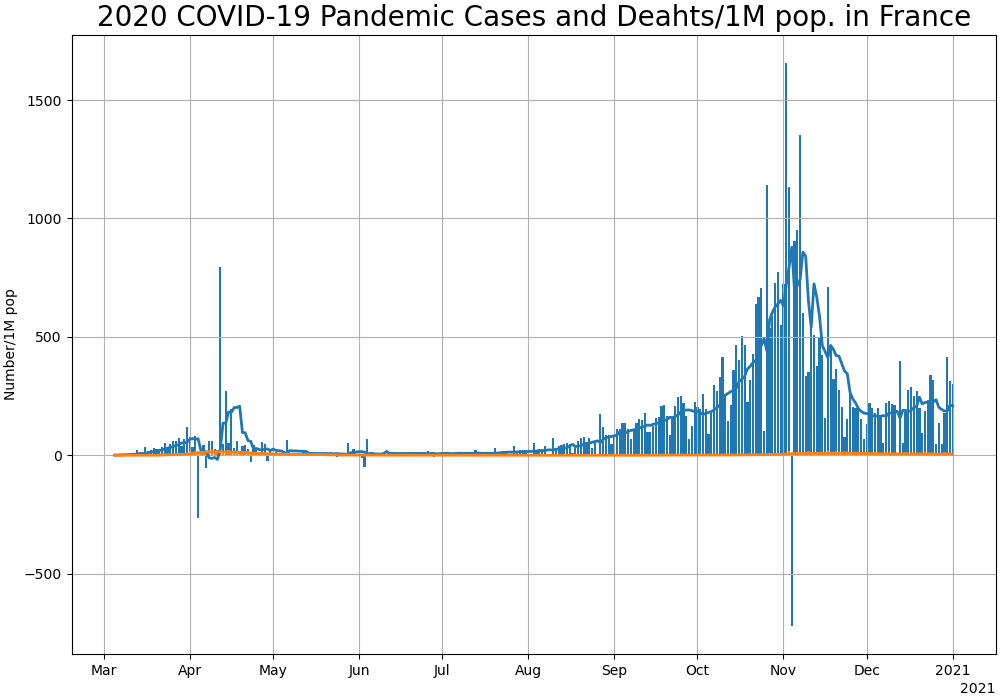 2020 COVID-19 Pandemic Cases and Deahts/1M pop. in France
Number/1M pop
1500
1000
500
0
−500
Mar Apr May Jun Jul Aug Sep Oct Nov Dec 2021
2021